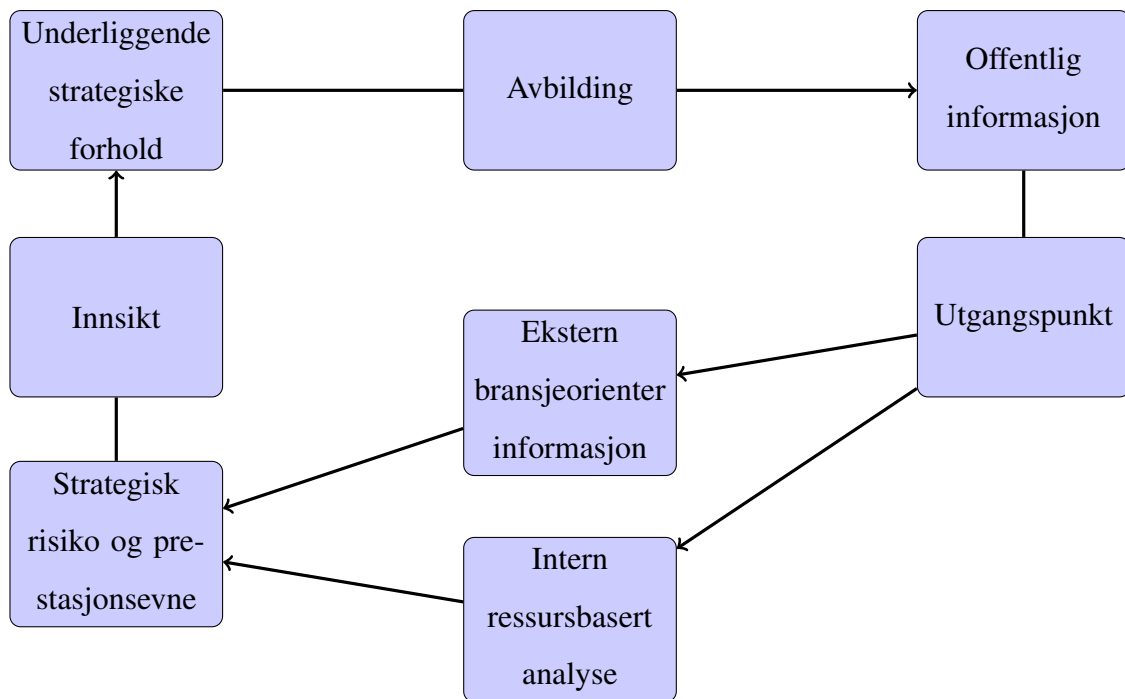 Underliggende
strategiske
forhold
Avbilding
Offentlig
informasjon
Innsikt
Ekstern
bransjeorienter
informasjon
Utgangspunkt
Strategisk
risiko og pre-
stasjonsevne
Intern
ressursbasert
analyse